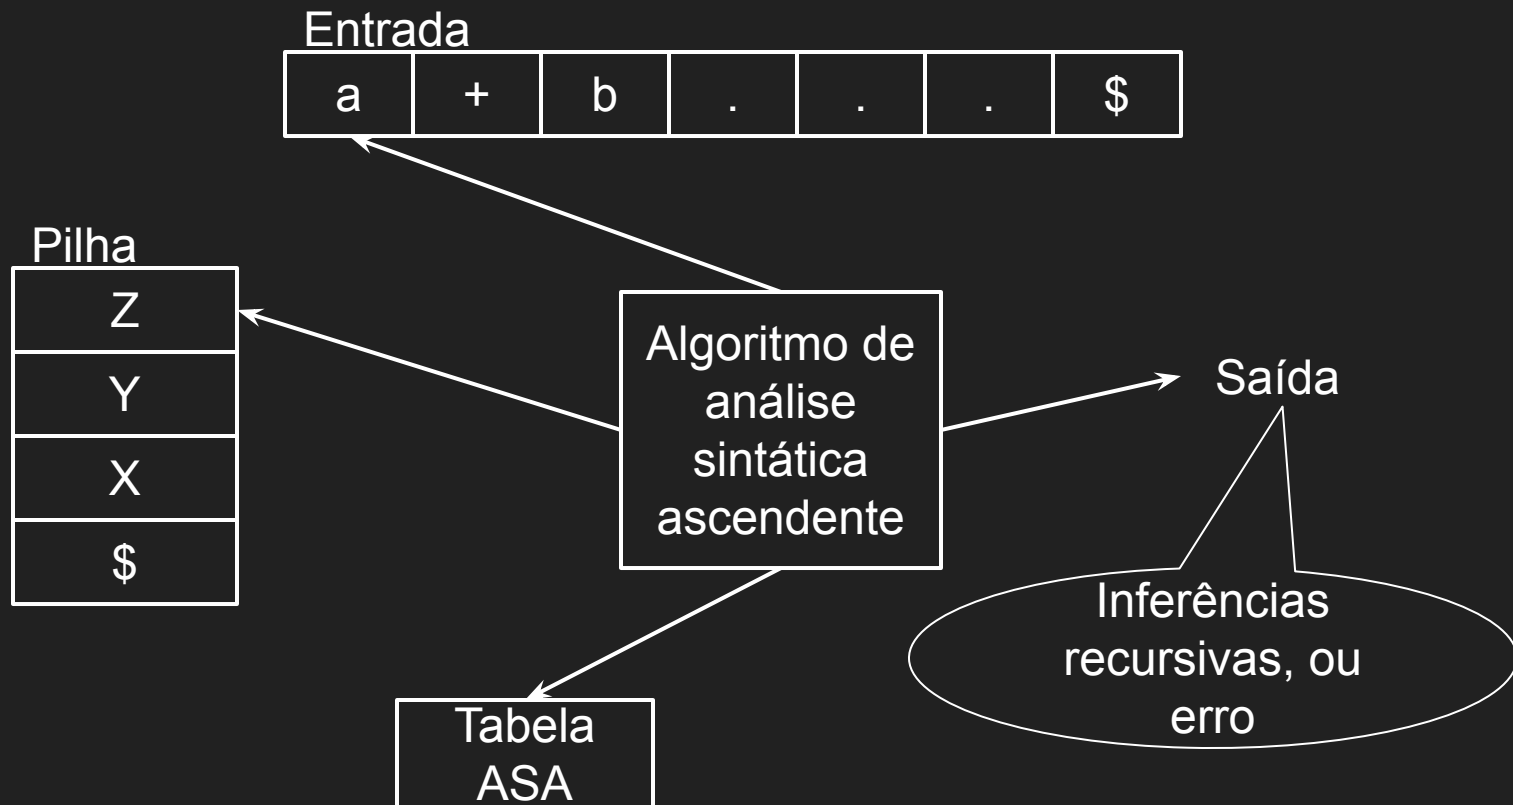 Entrada
a + b . . . $
Pilha
Z
Y
X
$
Algoritmo de
análise
sintática
ascendente
Saída
Inferências
recursivas, ou
erro
Tabela
ASA